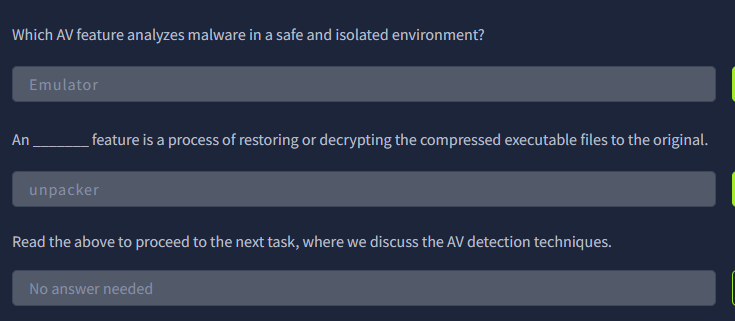 Which AV feature analyzes malware in a safe and isolated environment?
Emulator
An _______ feature is a process of restoring or decrypting the compressed executable files to the original.
unpacker
Read the above to proceed to the next task, where we discuss the AV detection techniques.
No answer needed